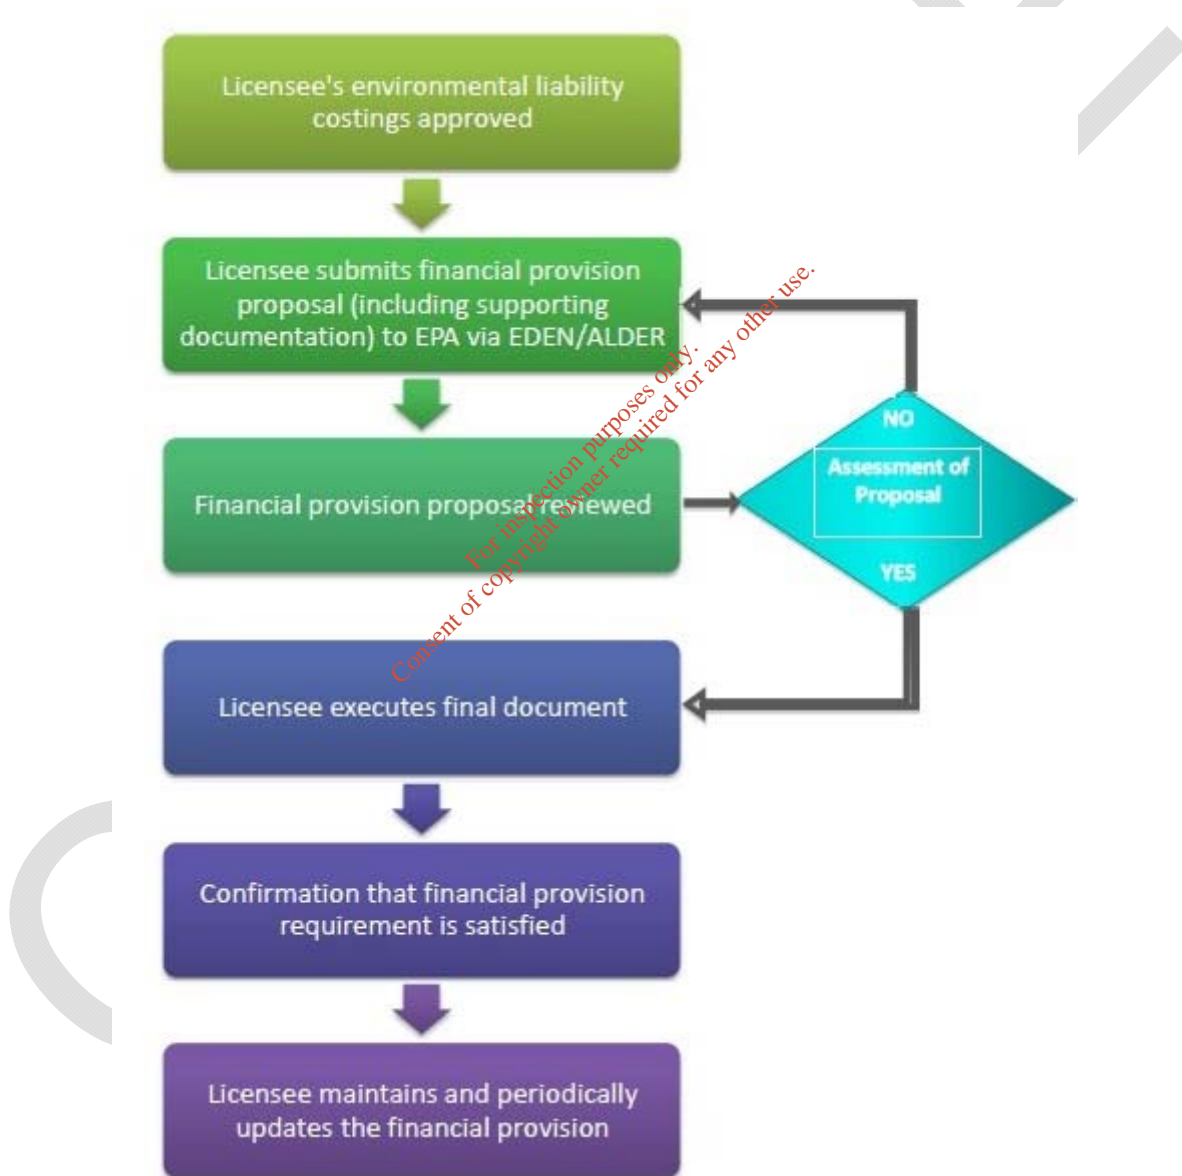 Licensee's environmental liability
costings approved
Licensee submits financial provision
proposal (including supporting
documentation) to EPA via EDEN/ALDER
Financial provision proposal reviewed
NO
Assessment of
Proposal
YES
Licensee executes final document
Confirmation that financial provision
requirement is satisfied
Licensee maintains and periodically
updates the financial provision
For inspection purposes only.
Consent of copyright owner required for any other use.